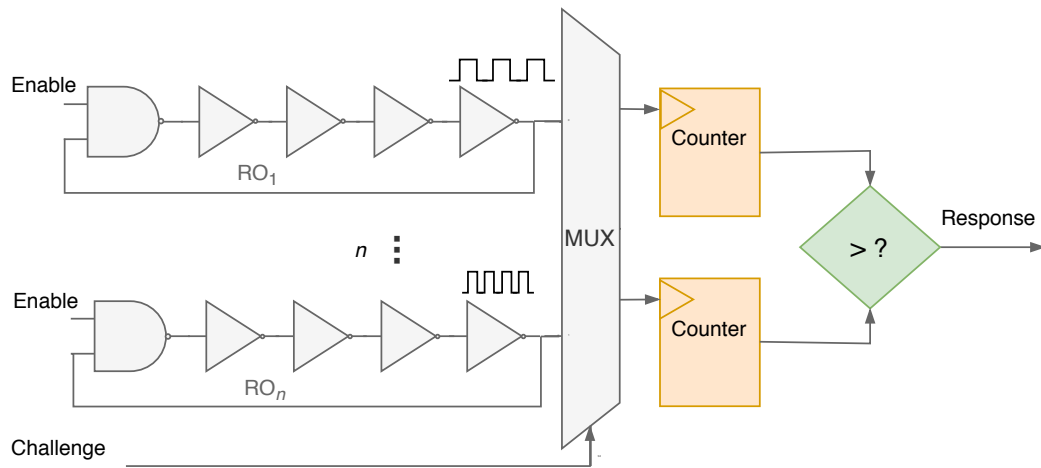 Enable
RO1
Counter
n
MUX
> ?
Response
Enable
ROn
Counter
Challenge